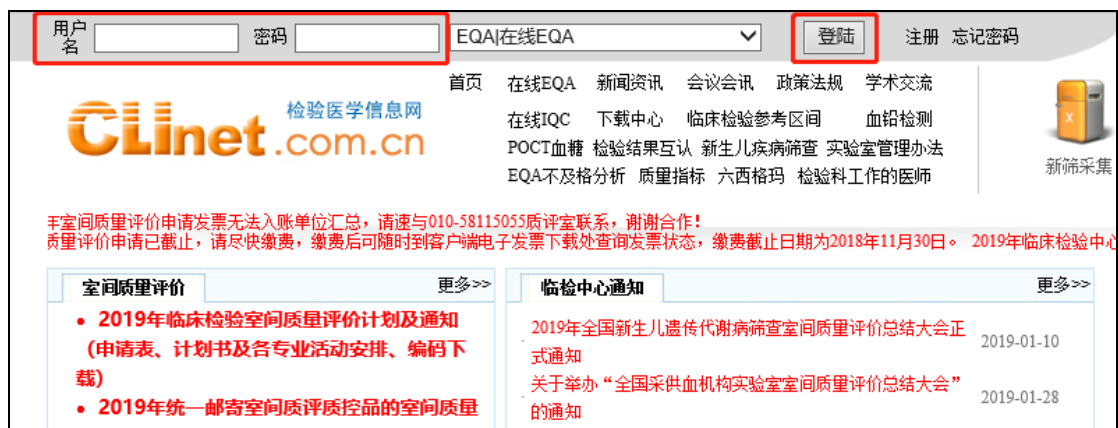 用户名 密码 EQA|在线EQA 登陆 注册 忘记密码
首页 在线EQA 新闻资讯 会议会讯 政策法规 学术交流
CLinet.com.cn 检验医学信息网
在线IQC 下载中心 临床检验参考区间 血铅检测
POCT血糖 检验结果互认 新生儿疾病筛查 实验室管理办法
EQA不及格分析 质量指标 六西格玛 检验科工作的医师
X
新筛采集
年室间质量评价申请发票无法入账单位汇总，请速与010-58115055质评室联系，谢谢合作！
质量评价申请已截止，请尽快缴费，缴费后可随时到客户端电子发票下载处查询发票状态，缴费截止日期为2018年11月30日。 2019年临床检验中心
室间质量评价 更多>>
• 2019年临床检验室间质量评价计划及通知
（申请表、计划书及各专业活动安排、编码下
载）
• 2019年统一邮寄室间质评质控品的室间质量
临检中心通知 更多>>
2019年全国新生儿遗传代谢病筛查室间质量评价总结大会正
式通知 2019-01-10
关于举办“全国采供血机构实验室室间质量评价总结大会”
的通知 2019-01-28